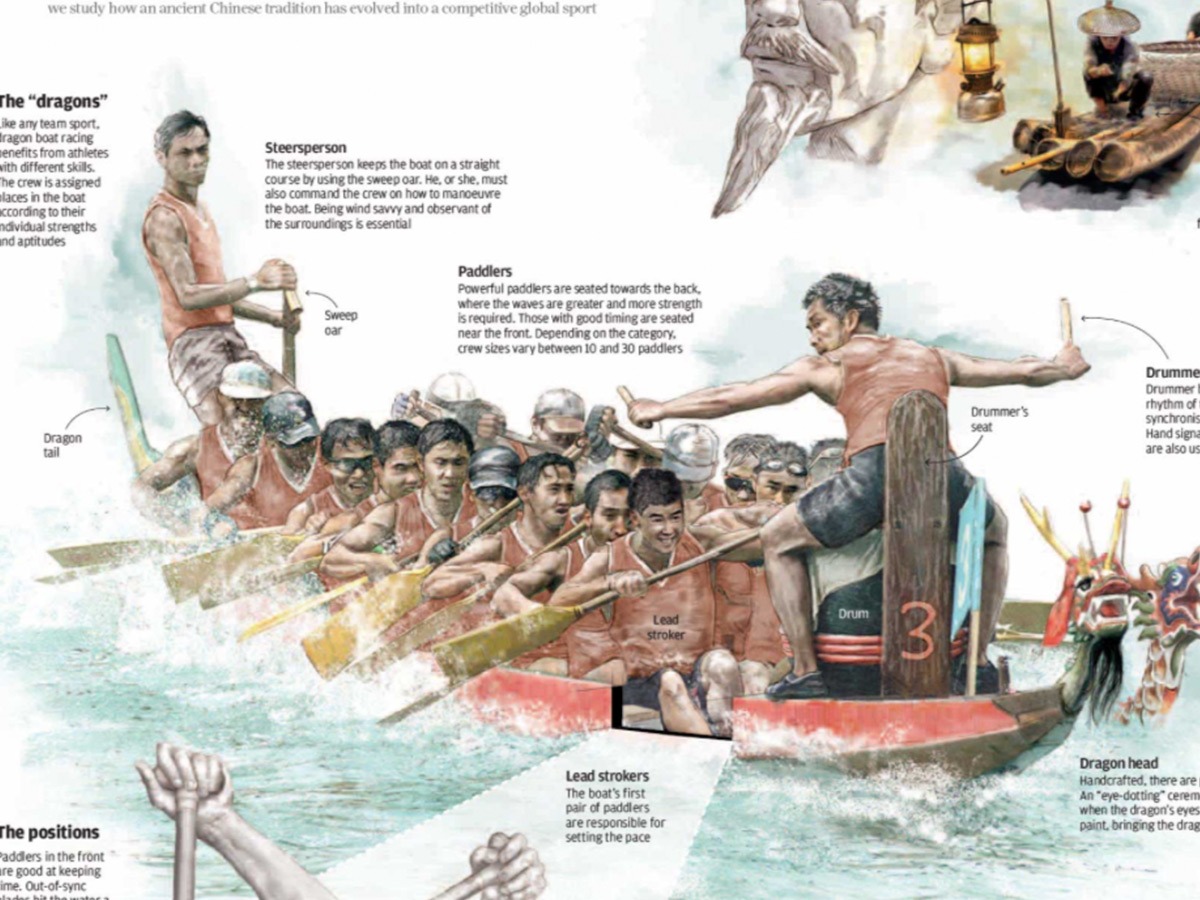 we study how an ancient Chinese tradition has evolved into a competitive global sport
The “dragons”
Like any team sport,
dragon boat racing
benefits from athletes
with different skills.
The crew is assigned
places in the boat
according to their
individual strengths
and aptitudes
Steersperson
The steersperson keeps the boat on a straight
course by using the sweep oar. He, or she, must
also command the crew on how to manoeuvre
the boat. Being wind savvy and observant of
the surroundings is essential
Sweep
oar
Paddlers
Powerful paddlers are seated towards the back,
where the waves are greater and more strength
is required. Those with good timing are seated
near the front. Depending on the category,
crew sizes vary between 10 and 30 paddlers
Dragon
tail
Drummer's
seat
Drumme
Drummer
rhythm of
synchronis
Hand signa
are also us
Lead
stroker
Drum
3
Lead strokers
The boat's first
pair of paddlers
are responsible for
setting the pace
Dragon head
Handcrafted, there are
An “eye-dotting” cerem
when the dragon's eyes
paint, bringing the drag
The positions
Paddlers in the front
are good at keeping
time. Out-of-sync
blades hit the water a